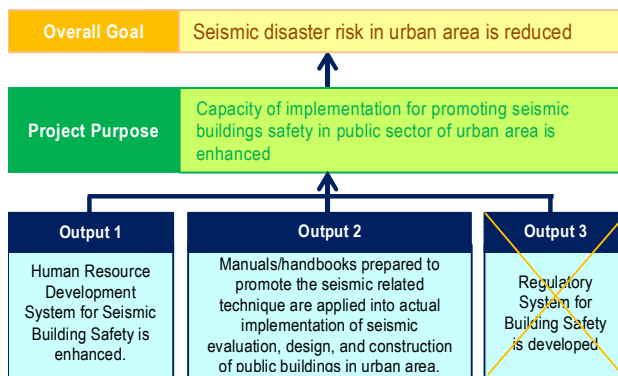 Overall Goal
Seismic disaster risk in urban area is reduced
Project Purpose
Capacity of implementation for promoting seismic
buildings safety in public sector of urban area is
enhanced
Output 1
Human Resource
Development
System for Seismic
Building Safety is
enhanced.
Output 2
Manuals/handbooks prepared to
promote the seismic related
technique are applied into actual
implementation of seismic
evaluation, design, and construction
of public buildings in urban area.
Output 3
Regulatory
System for
Building Safety
is developed